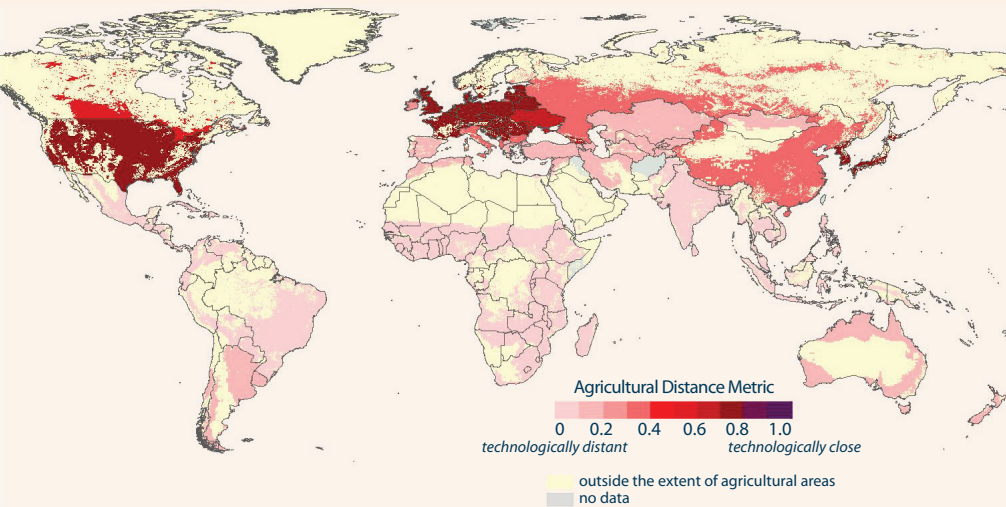 Agricultural Distance Metric
0 0.2 0.4 0.6 0.8 1.0
technologically distant technologically close
outside the extent of agricultural areas
no data